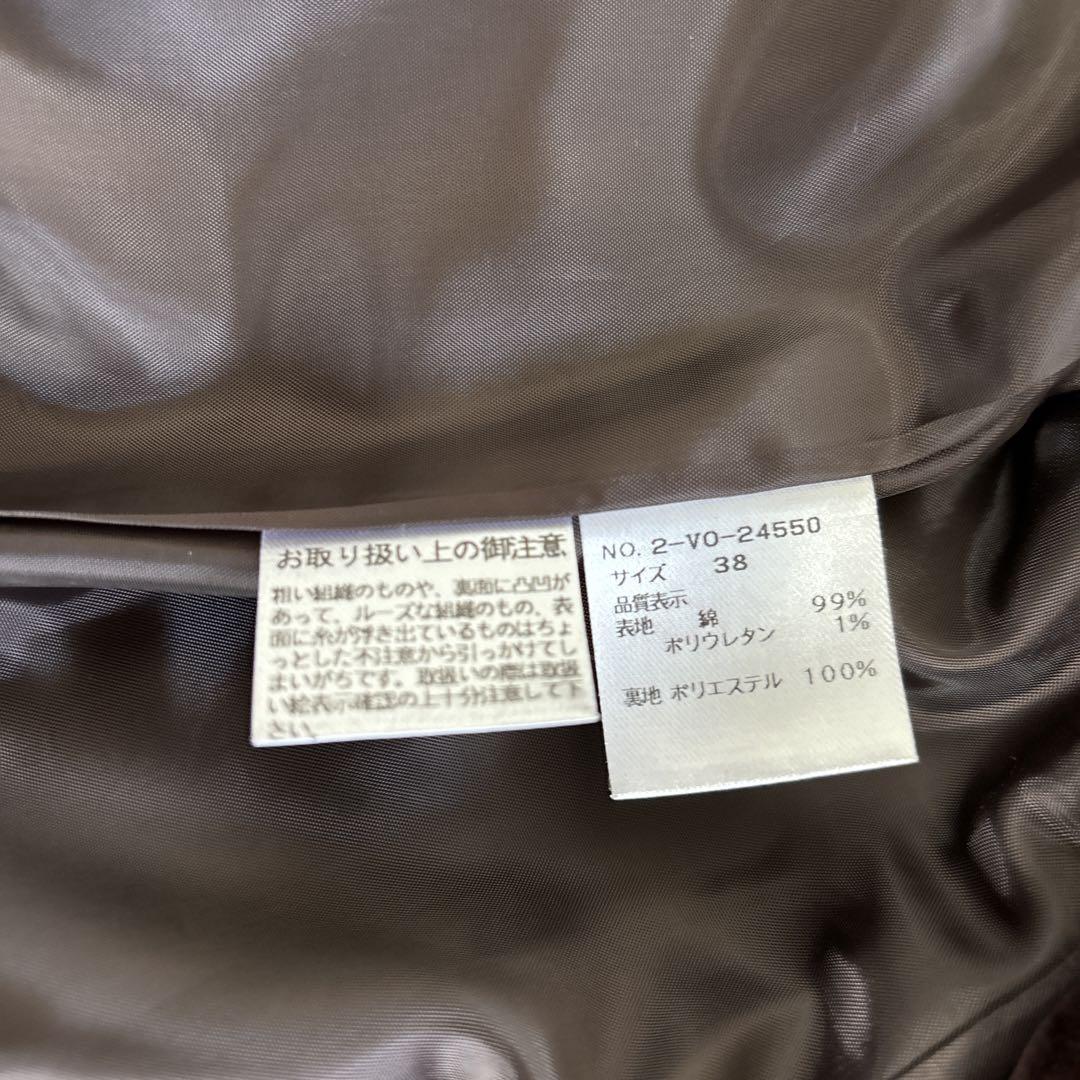 お取り扱い上の御注意
粗い組織のものや、裏面に凸凹が
あって、ルーズな組織のもの、表
面に糸が浮き出ているものはちょ
っとした不注意から引っかけてし
まいがちです。取扱いの際は取扱
い絵表示確認の上十分注意して下
さい。
NO. 2-VO-24550
サイズ 38
品質表示
表地 綿 99%
ポリウレタン 1%
裏地 ポリエステル 100%